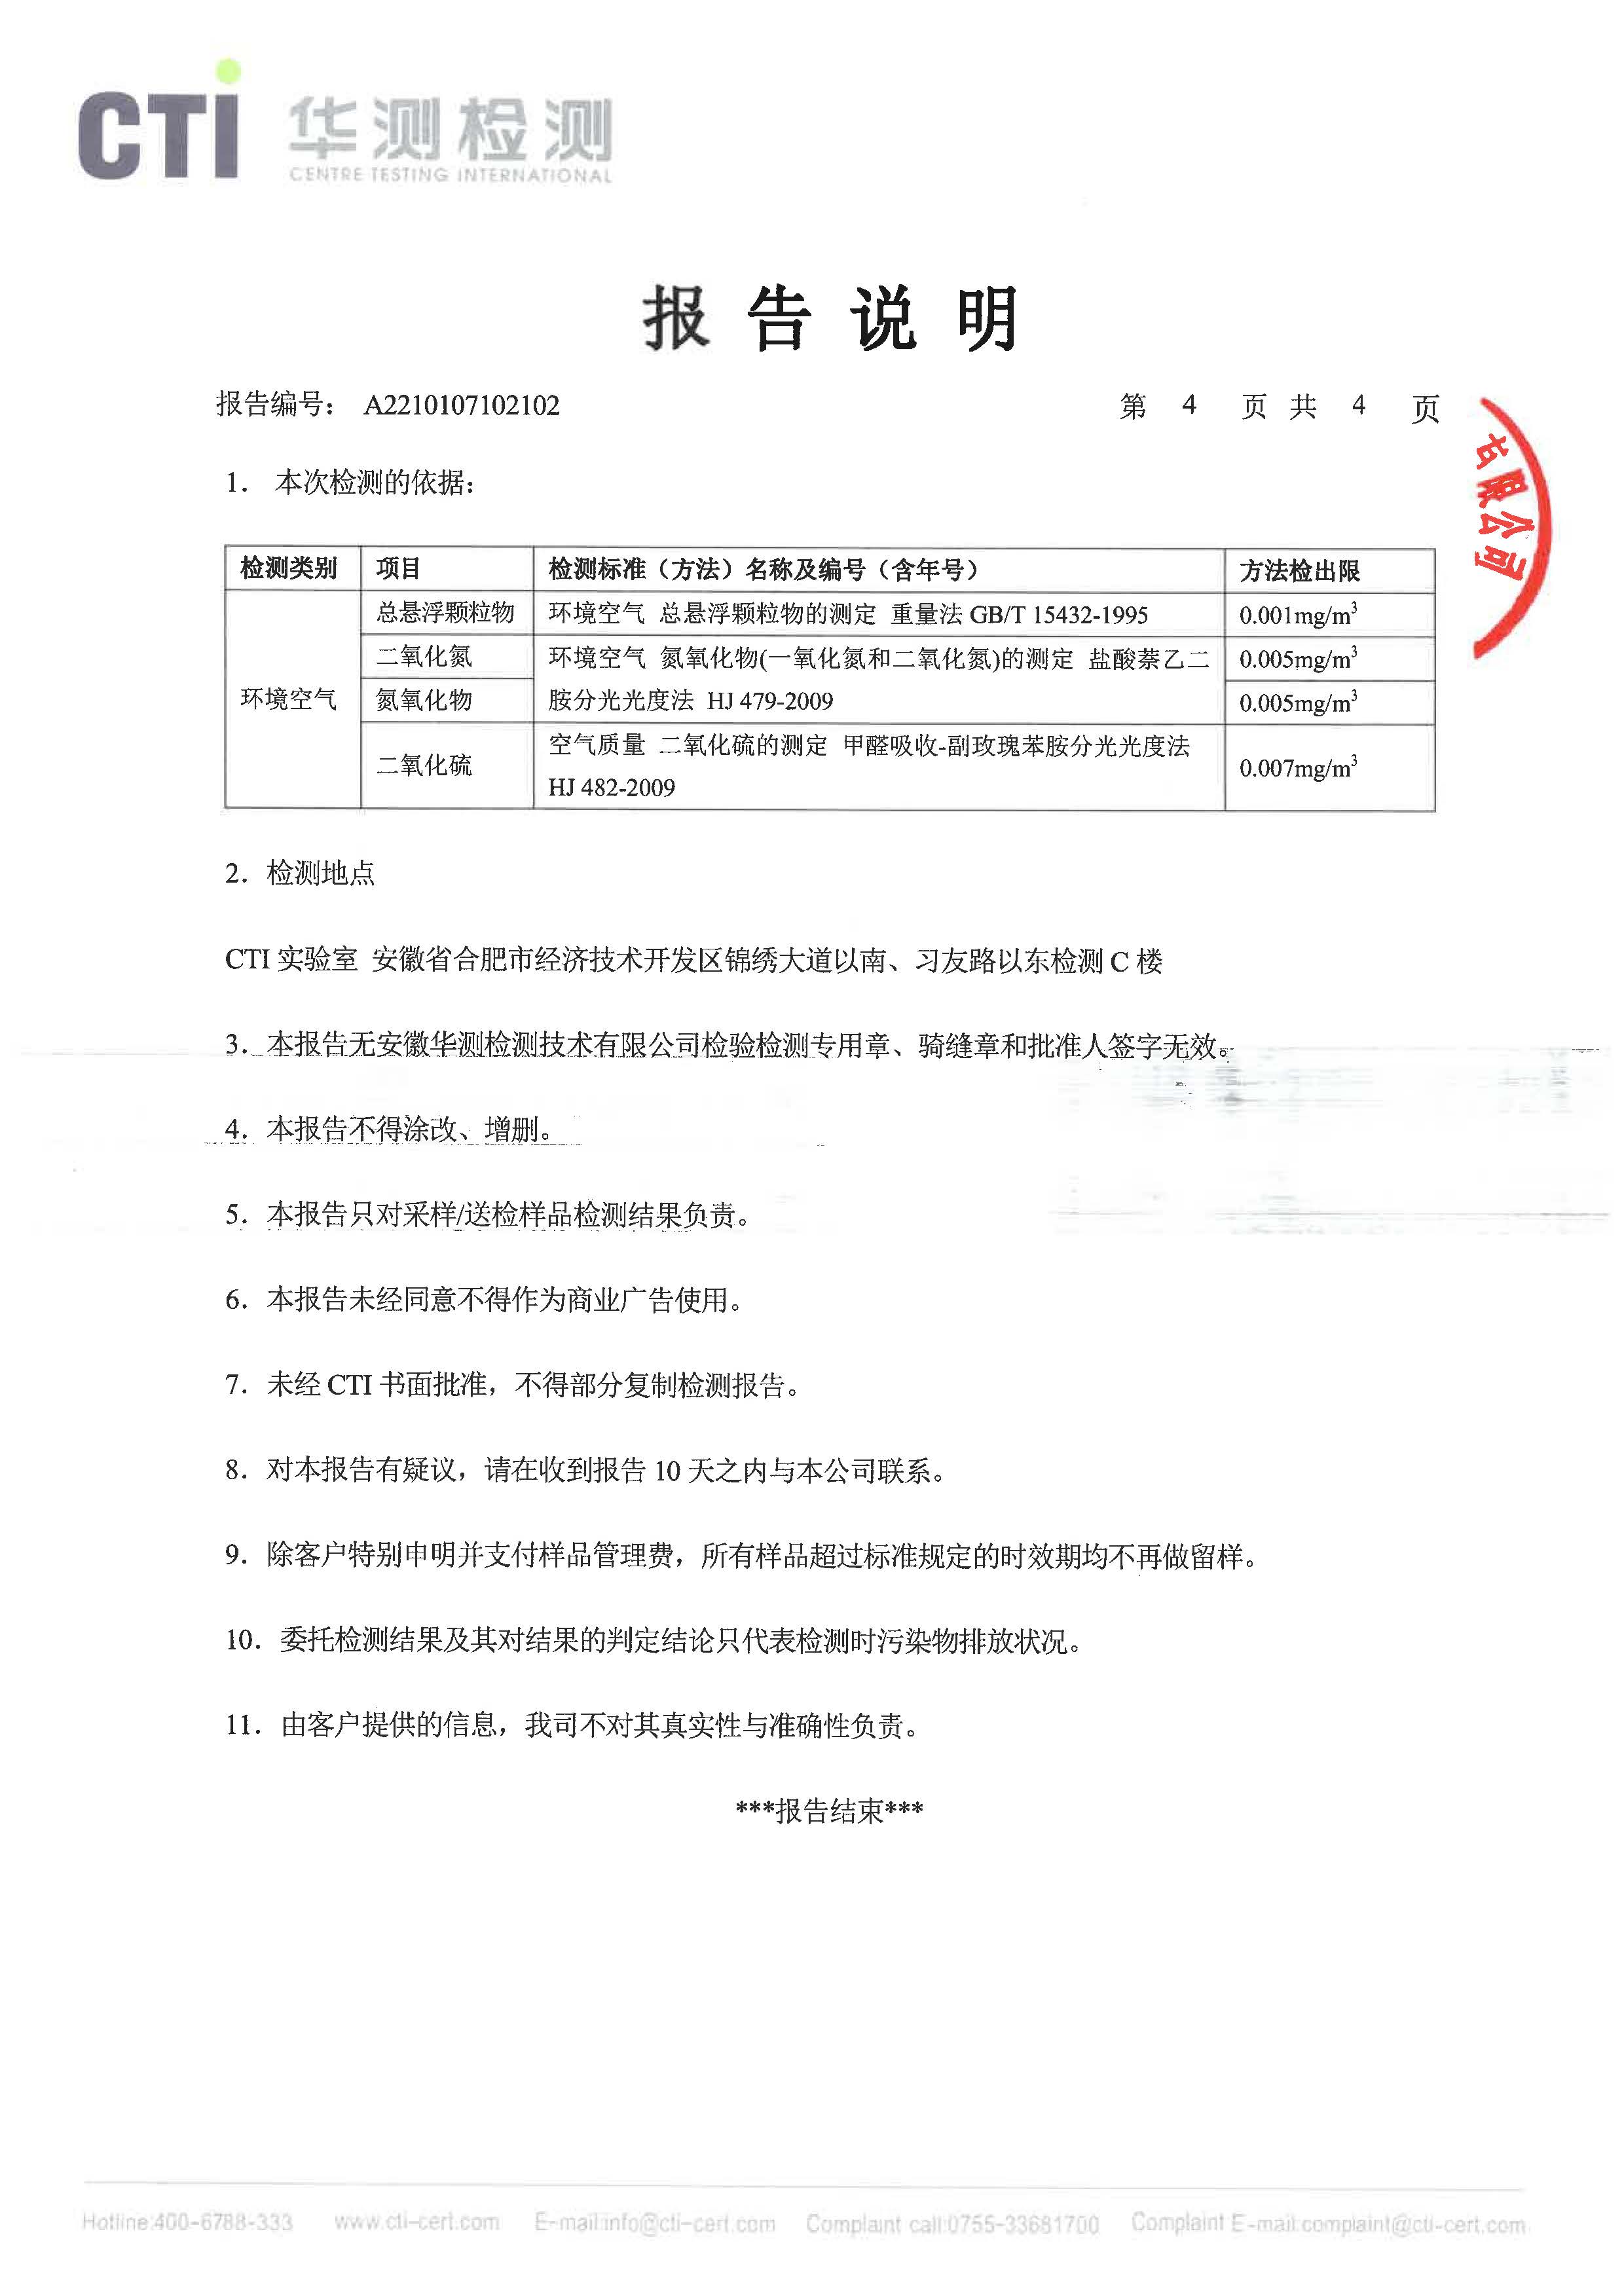 CTI 华测检测
CENTRE TESTING INTERNATIONAL
报告说明
报告编号： A2210107102102 第 4 页 共 4 页
1. 本次检测的依据：
检测类别 项目 检测标准（方法）名称及编号（含年号） 方法检出限
环境空气
总悬浮颗粒物 环境空气 总悬浮颗粒物的测定 重量法 GB/T 15432-1995 0.001mg/m³
二氧化氮 环境空气 氮氧化物(一氧化氮和二氧化氮)的测定 盐酸萘乙二 0.005mg/m³
氮氧化物 胺分光光度法 HJ 479-2009 0.005mg/m³
二氧化硫 空气质量 二氧化硫的测定 甲醛吸收-副玫瑰苯胺分光光度法
HJ 482-2009 0.007mg/m³
限公司
2. 检测地点
CTI 实验室 安徽省合肥市经济技术开发区锦绣大道以南、习友路以东检测 C 楼
3. 本报告无安徽华测检测技术有限公司检验检测专用章、骑缝章和批准人签字无效。
4. 本报告不得涂改、增删。
5. 本报告只对采样/送检样品检测结果负责。
6. 本报告未经同意不得作为商业广告使用。
7. 未经 CTI 书面批准，不得部分复制检测报告。
8. 对本报告有疑议，请在收到报告 10 天之内与本公司联系。
9. 除客户特别申明并支付样品管理费，所有样品超过标准规定的时效期均不再做留样。
10. 委托检测结果及其对结果的判定结论只代表检测时污染物排放状况。
11. 由客户提供的信息，我司不对其真实性与准确性负责。
***报告结束***
Hotline:400-6788-333 www.cti-cert.com E-mail:info@cti-cert.com Complaint call:0755-33681700 Complaint E-mail:complaint@cti-cert.com